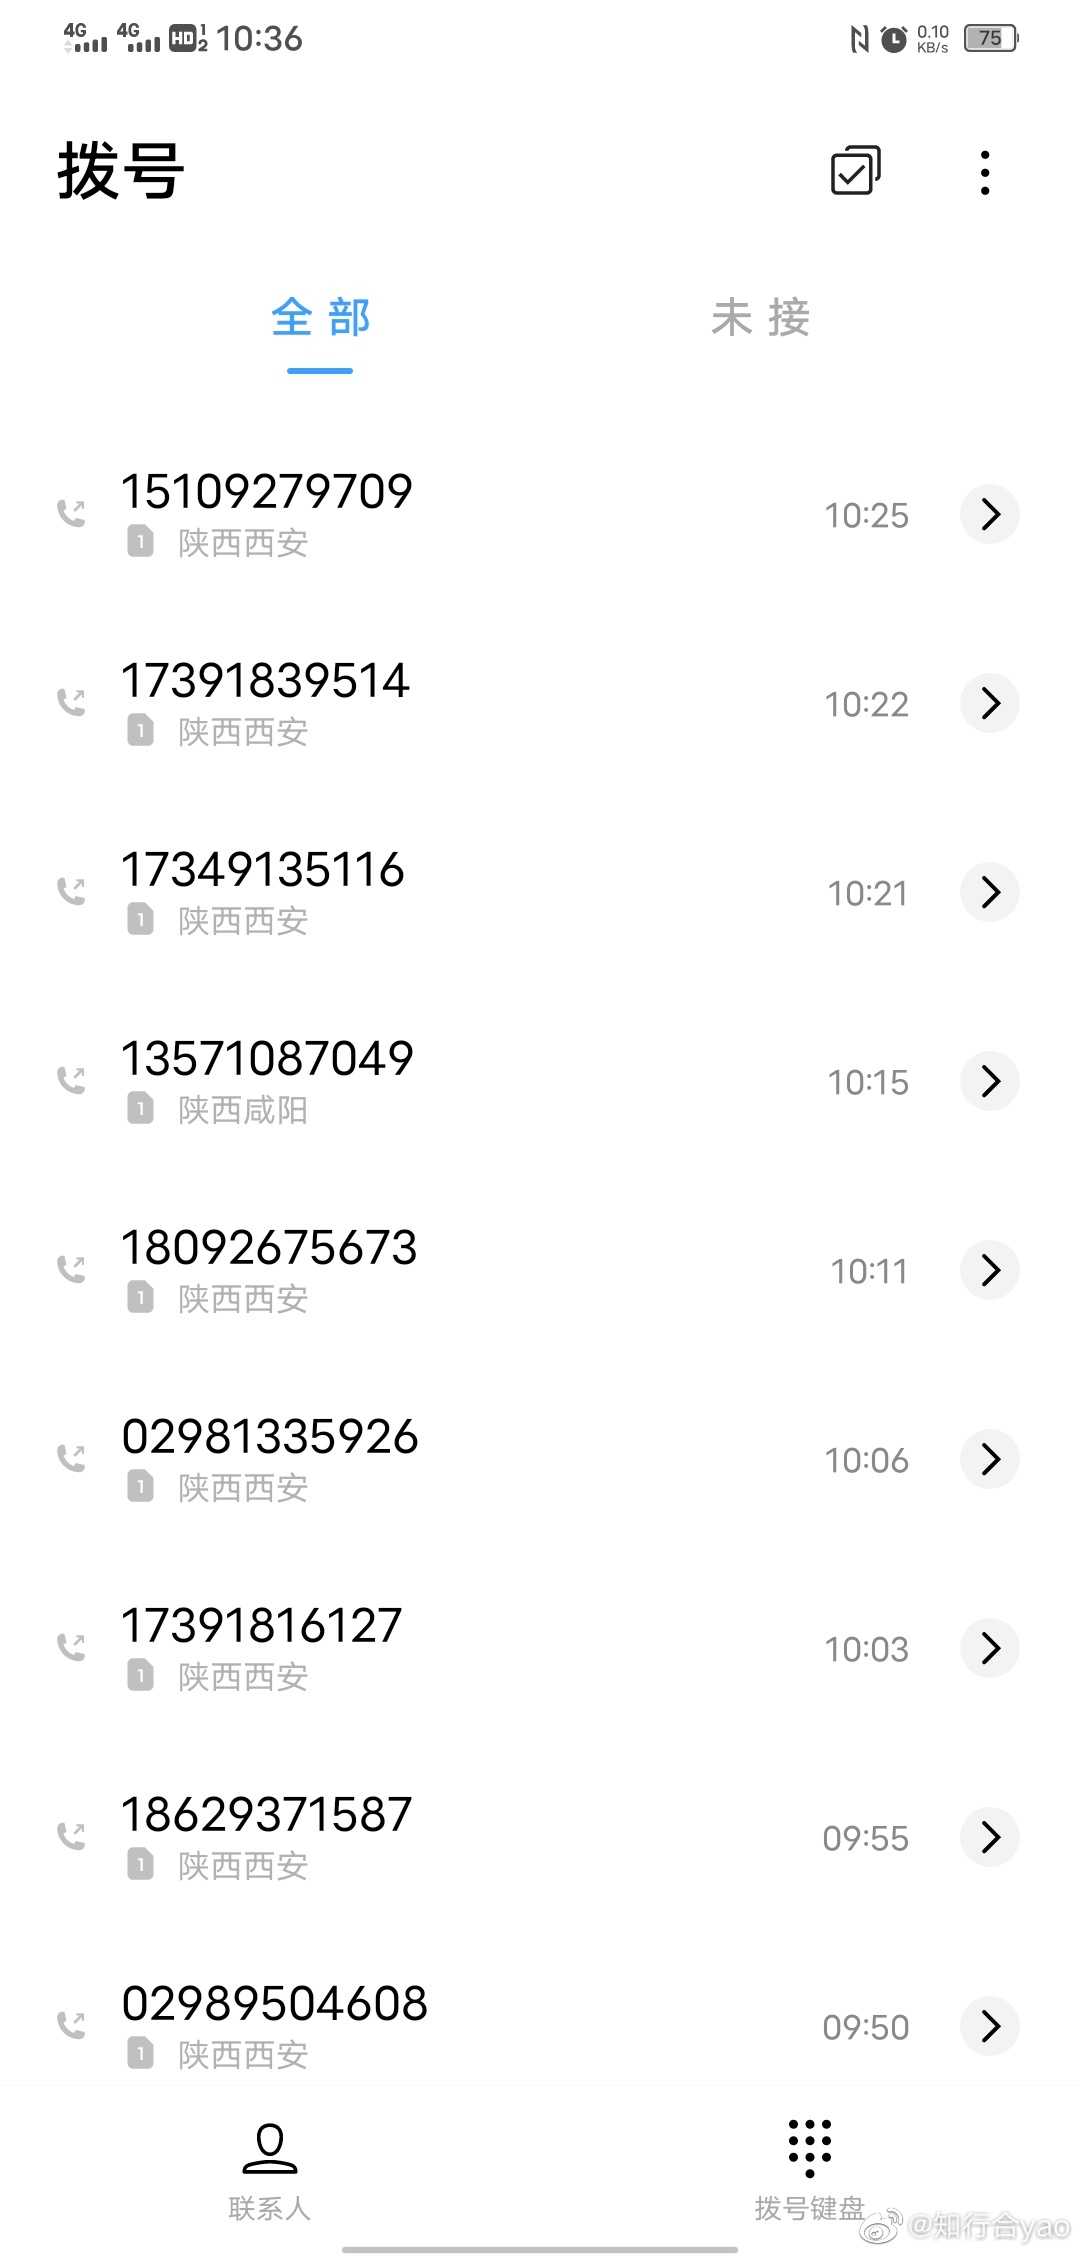 4G 4G HD 1 2 10:36 0.10 KB/s 75
拨号
全部 未接
15109279709
1 陕西西安 10:25
17391839514
1 陕西西安 10:22
17349135116
1 陕西西安 10:21
13571087049
1 陕西咸阳 10:15
18092675673
1 陕西西安 10:11
02981335926
1 陕西西安 10:06
17391816127
1 陕西西安 10:03
18629371587
1 陕西西安 09:55
02989504608
1 陕西西安 09:50
联系人 拨号键盘
@知行合yao